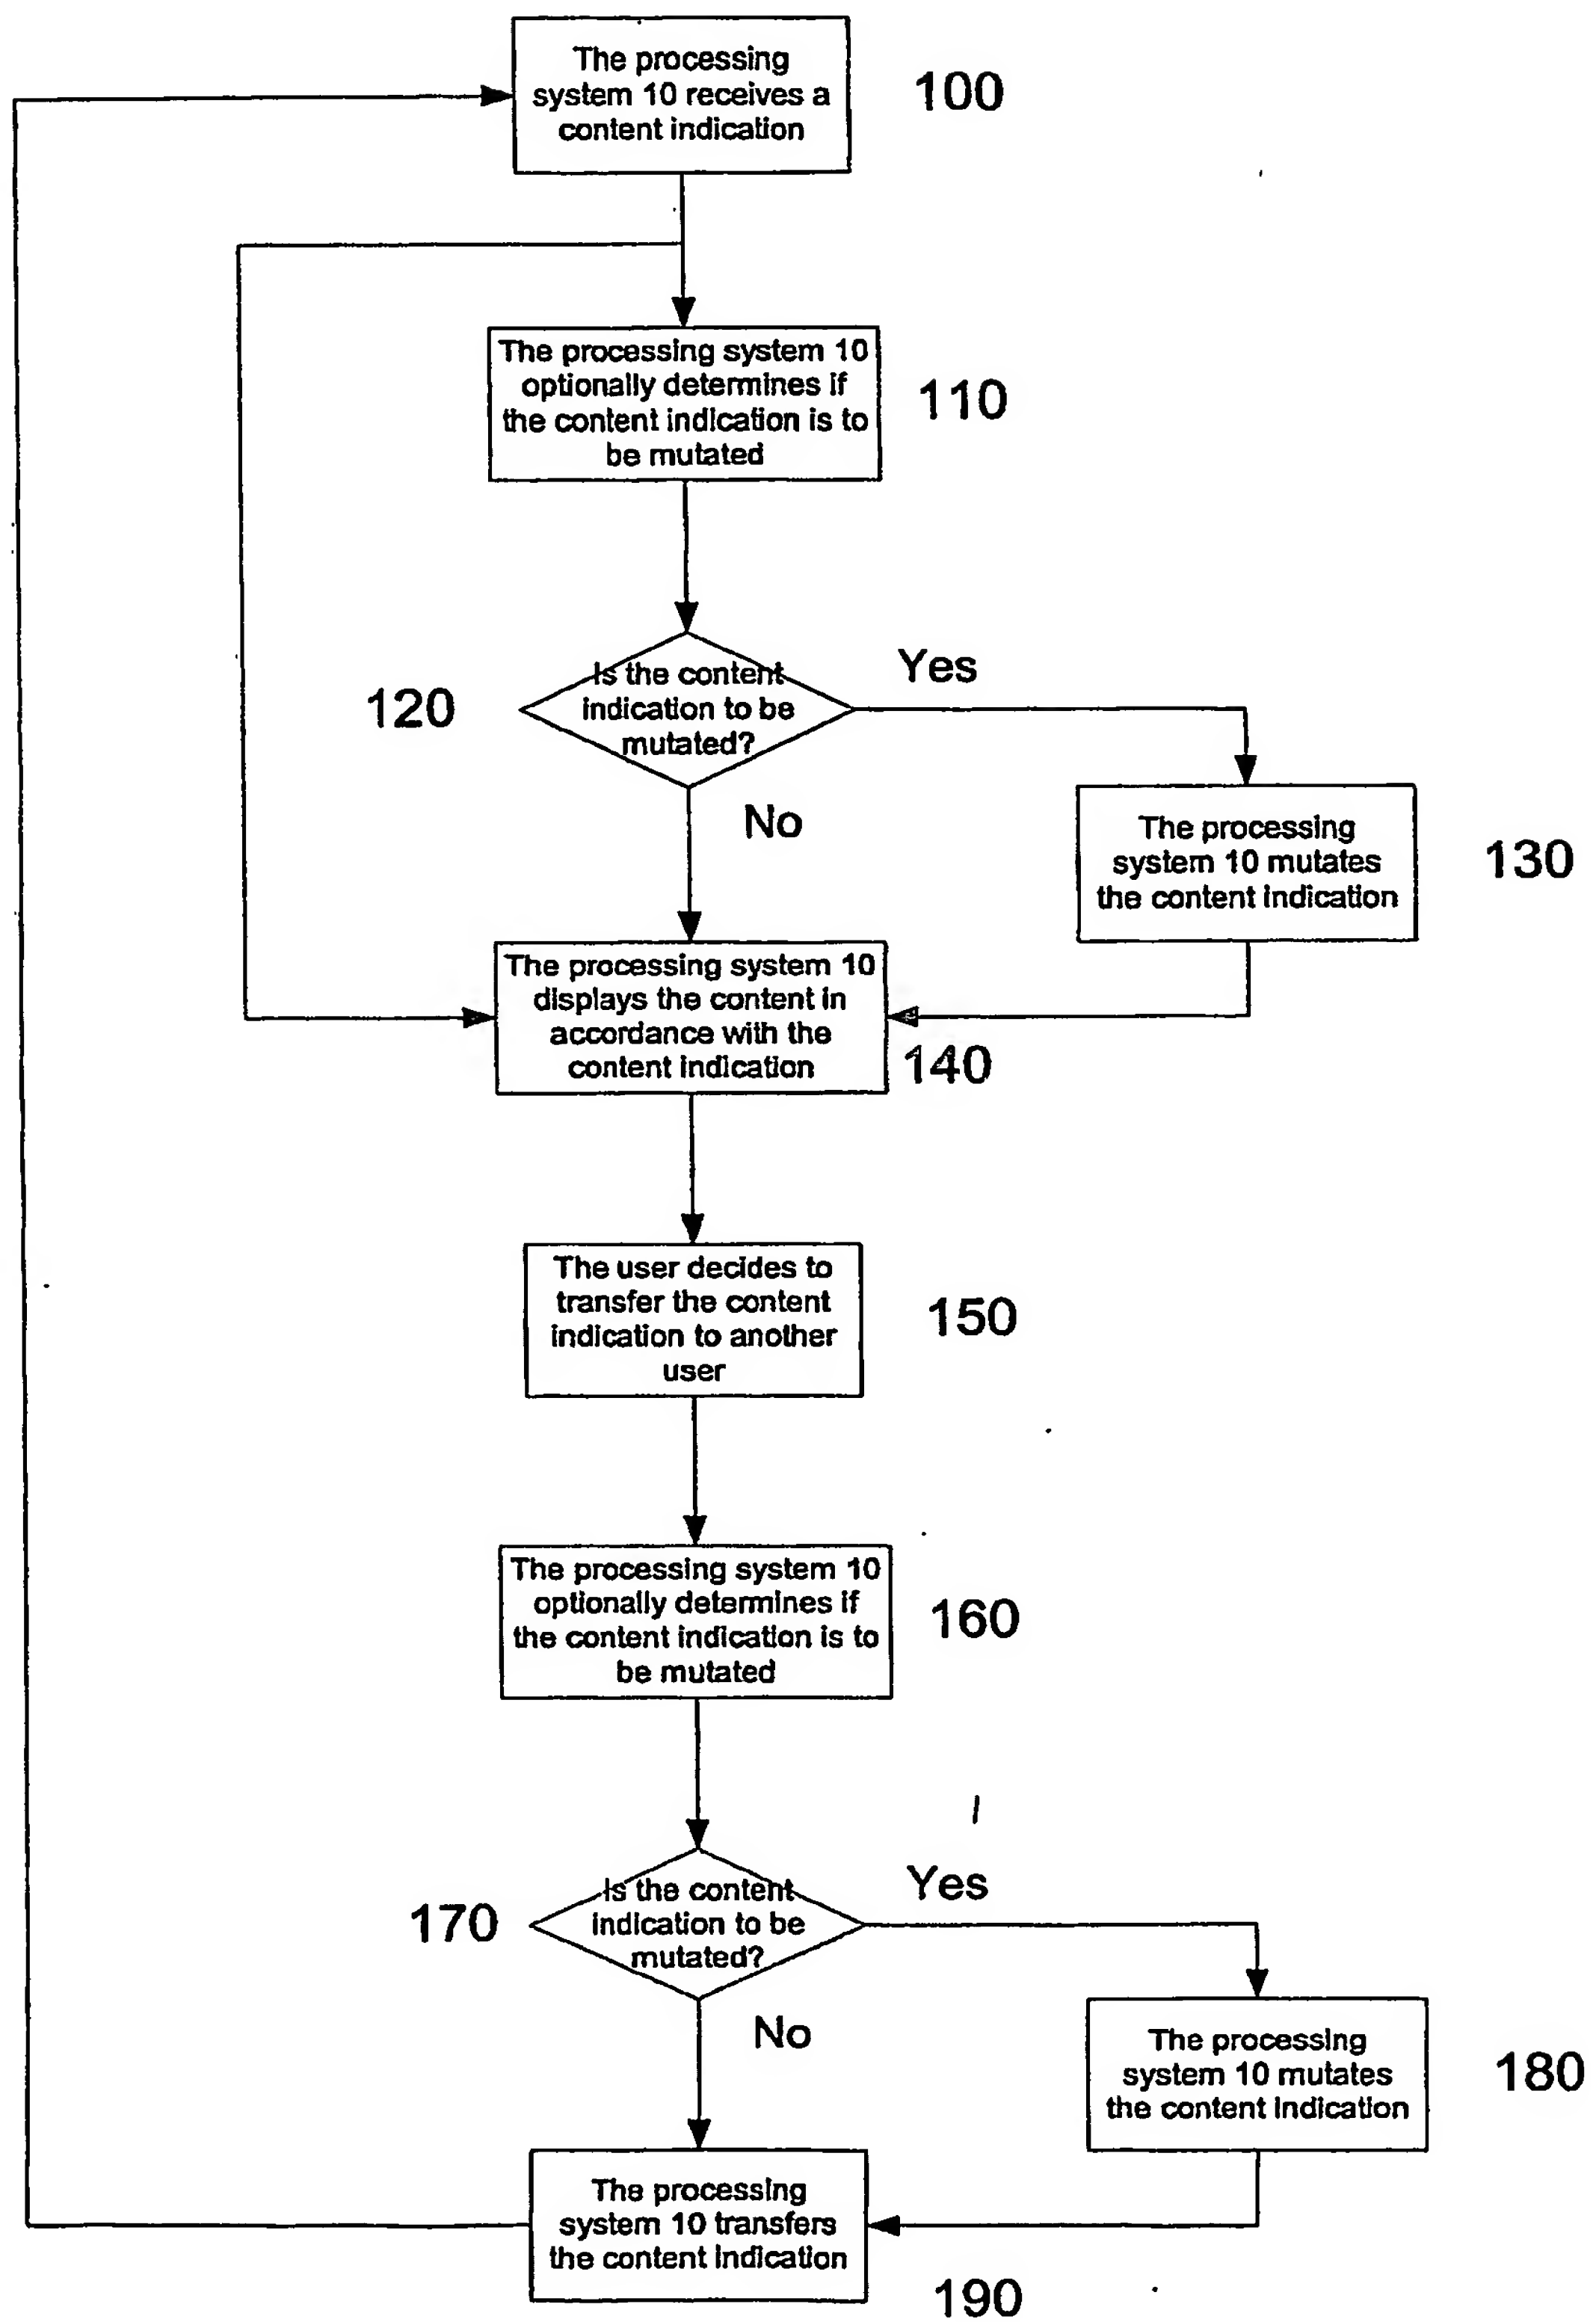 The processing
system 10 receives a
content indication
100
The processing system 10
optionally determines if
the content indication is to
be mutated
110
Is the content
indication to be
mutated?
120
Yes
No
The processing
system 10 mutates
the content indication
130
The processing system 10
displays the content in
accordance with the
content indication
140
The user decides to
transfer the content
indication to another
user
150
The processing system 10
optionally determines if
the content indication is to
be mutated
160
Is the content
indication to be
mutated?
170
Yes
No
The processing
system 10 mutates
the content indication
180
The processing
system 10 transfers
the content indication
190